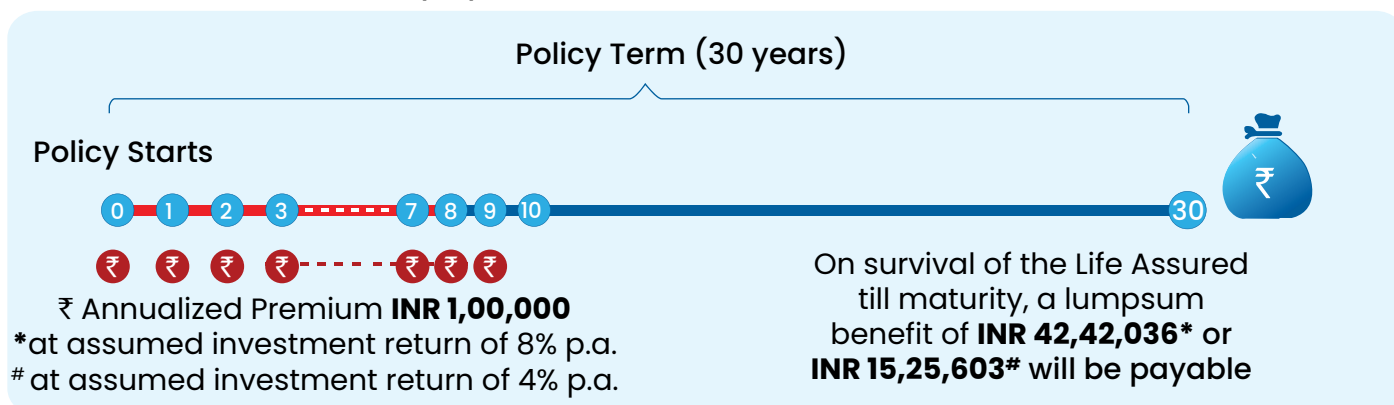 Policy Term (30 years)
Policy Starts
0 1 2 3 7 8 9 10 30
₹
₹ ₹ ₹ ₹ ₹ ₹ ₹
₹ Annualized Premium INR 1,00,000
*at assumed investment return of 8% p.a.
# at assumed investment return of 4% p.a.
On survival of the Life Assured
till maturity, a lumpsum
benefit of INR 42,42,036* or
INR 15,25,603# will be payable